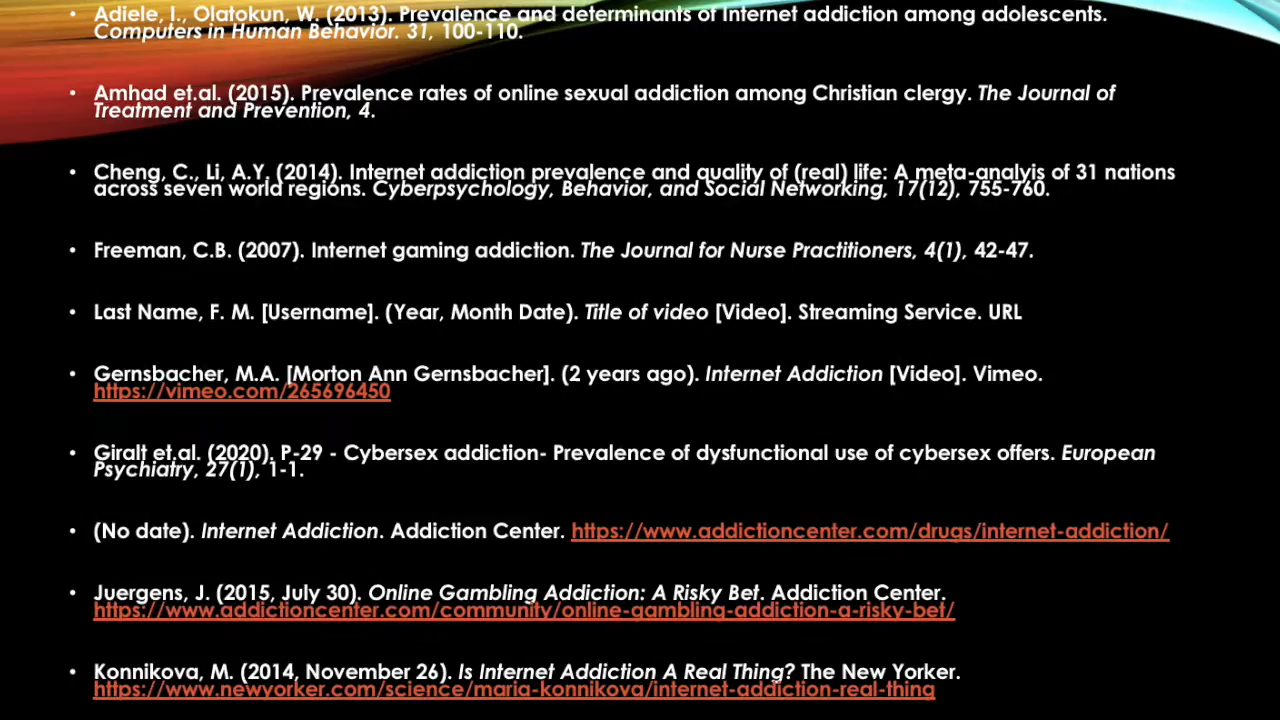 • Adiele, I., Olatokun, W. (2013). Prevalence and determinants of Internet addiction among adolescents.
Computers in Human Behavior. 31, 100-110.
• Amhad et.al. (2015). Prevalence rates of online sexual addiction among Christian clergy. The Journal of
Treatment and Prevention, 4.
• Cheng, C., Li, A.Y. (2014). Internet addiction prevalence and quality of (real) life: A meta-analyis of 31 nations
across seven world regions. Cyberpsychology, Behavior, and Social Networking, 17(12), 755-760.
• Freeman, C.B. (2007). Internet gaming addiction. The Journal for Nurse Practitioners, 4(1), 42-47.
• Last Name, F. M. [Username]. (Year, Month Date). Title of video [Video]. Streaming Service. URL
• Gernsbacher, M.A. [Morton Ann Gernsbacher]. (2 years ago). Internet Addiction [Video]. Vimeo.
https://vimeo.com/265696450
• Giralt et.al. (2020). P-29 - Cybersex addiction- Prevalence of dysfunctional use of cybersex offers. European
Psychiatry, 27(1), 1-1.
• (No date). Internet Addiction. Addiction Center. https://www.addictioncenter.com/drugs/internet-addiction/
• Juergens, J. (2015, July 30). Online Gambling Addiction: A Risky Bet. Addiction Center.
https://www.addictioncenter.com/community/online-gambling-addiction-a-risky-bet/
• Konnikova, M. (2014, November 26). Is Internet Addiction A Real Thing? The New Yorker.
https://www.newyorker.com/science/maria-konnikova/internet-addiction-real-thing